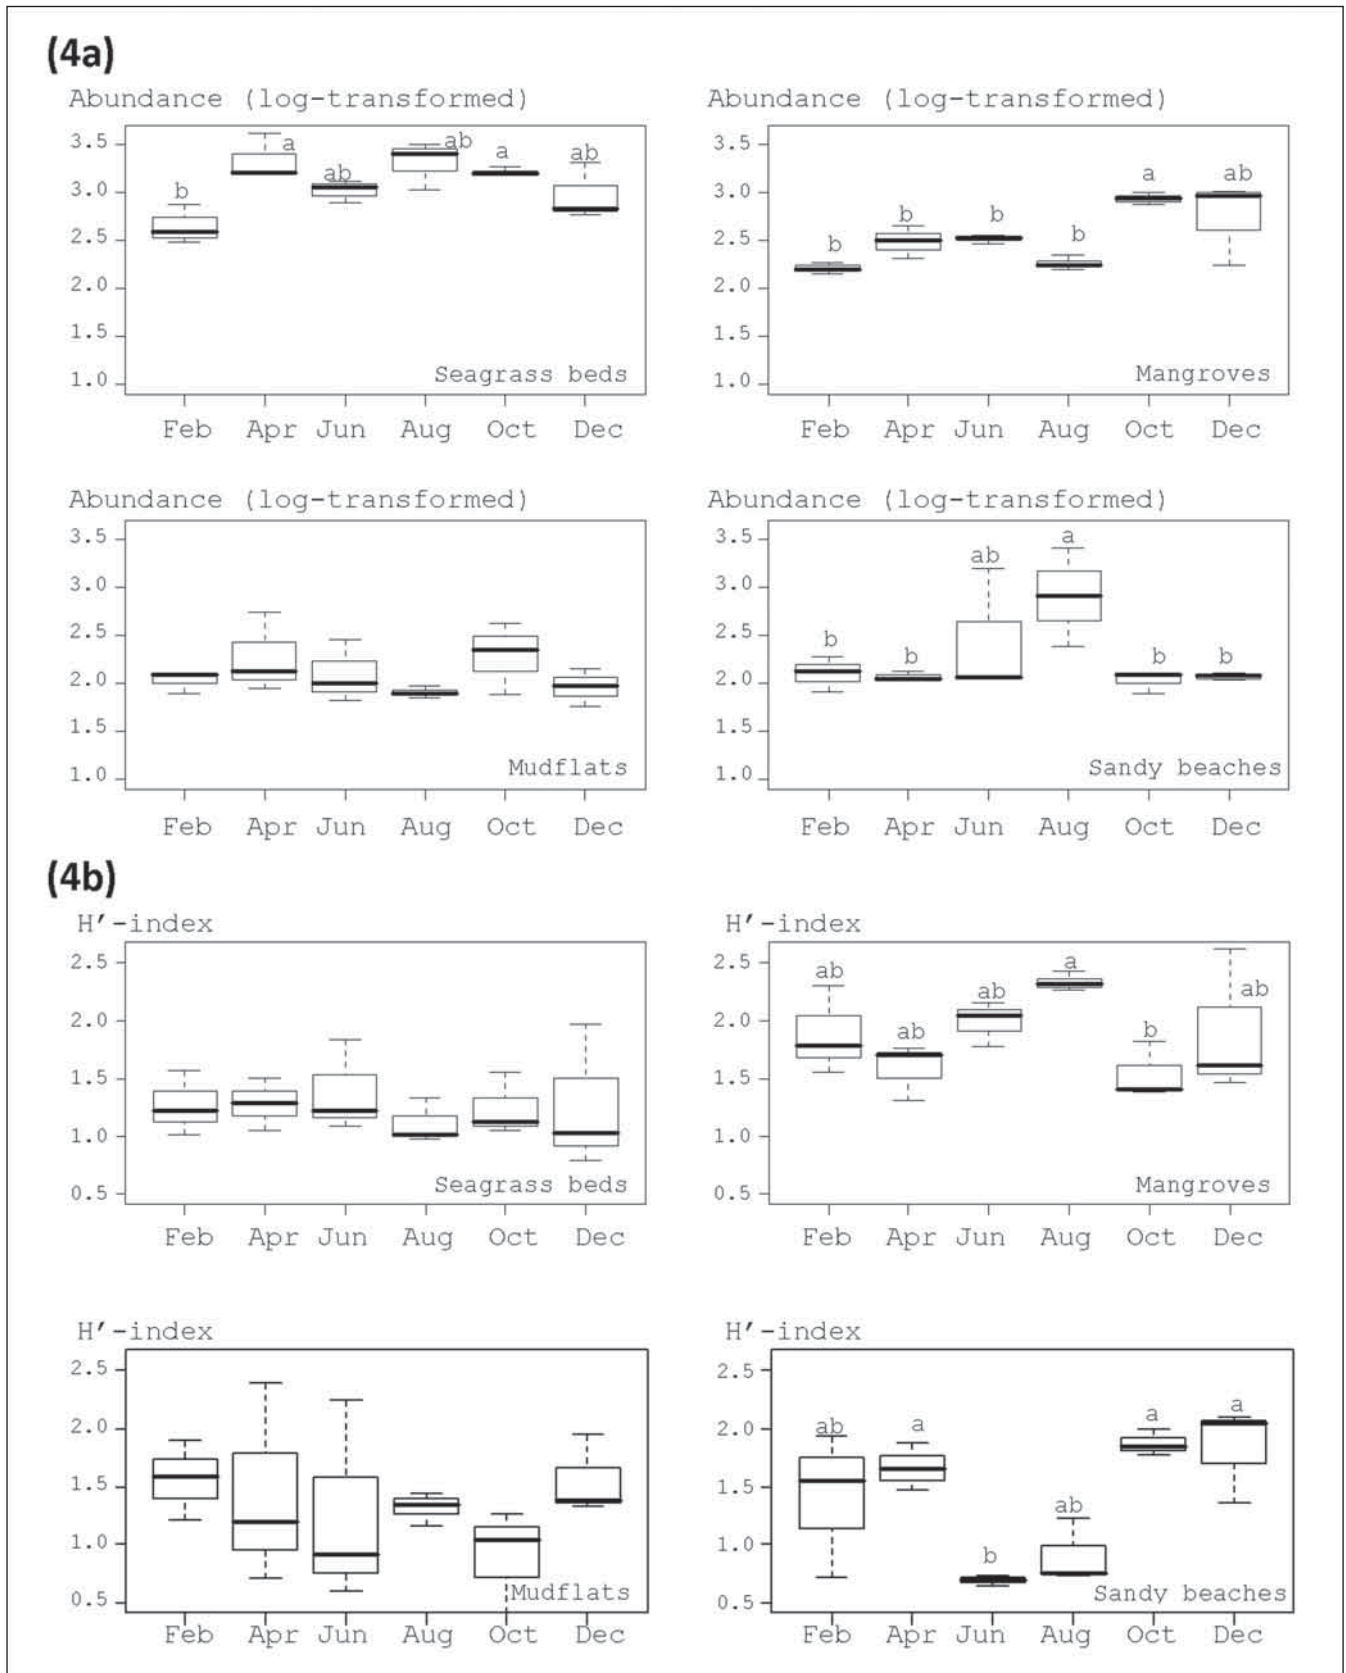 (4a)
Abundance (log-transformed)
3.5
3.0
2.5
2.0
1.5
1.0
b
a
ab
ab
a
ab
Seagrass beds
Feb Apr Jun Aug Oct Dec
Abundance (log-transformed)
3.5
3.0
2.5
2.0
1.5
1.0
b
b
b
b
a
ab
Mangroves
Feb Apr Jun Aug Oct Dec
Abundance (log-transformed)
3.5
3.0
2.5
2.0
1.5
1.0
Mudflats
Feb Apr Jun Aug Oct Dec
Abundance (log-transformed)
3.5
3.0
2.5
2.0
1.5
1.0
b
b
ab
a
b
b
Sandy beaches
Feb Apr Jun Aug Oct Dec
(4b)
H′-index
2.5
2.0
1.5
1.0
0.5
Seagrass beds
Feb Apr Jun Aug Oct Dec
H′-index
2.5
2.0
1.5
1.0
0.5
ab
ab
ab
a
b
ab
Mangroves
Feb Apr Jun Aug Oct Dec
H′-index
2.5
2.0
1.5
1.0
0.5
Mudflats
Feb Apr Jun Aug Oct Dec
H′-index
2.5
2.0
1.5
1.0
0.5
ab
a
b
ab
a
a
Sandy beaches
Feb Apr Jun Aug Oct Dec